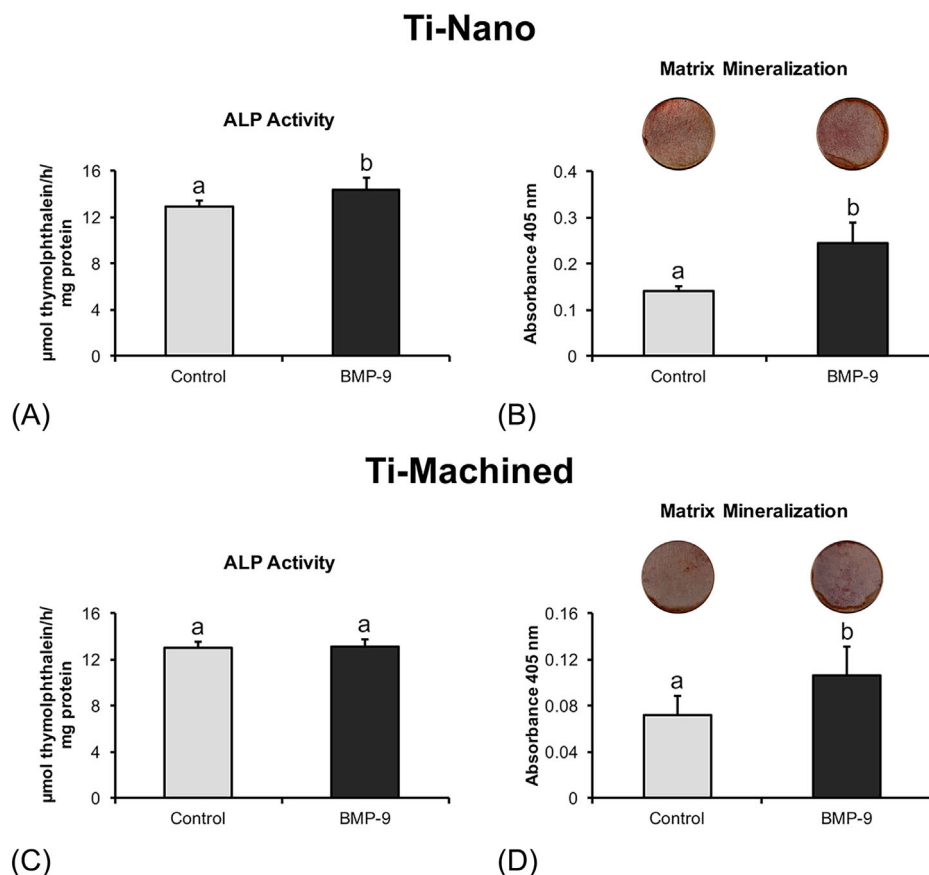 Ti-Nano
ALP Activity
µmol thymolphthalein/h/
mg protein
16
12
8
4
0
a
b
Control
BMP-9
(A)
Matrix Mineralization
Absorbance 405 nm
0.4
0.3
0.2
0.1
0
a
b
Control
BMP-9
(B)
Ti-Machined
ALP Activity
µmol thymolphthalein/h/
mg protein
16
12
8
4
0
a
a
Control
BMP-9
(C)
Matrix Mineralization
Absorbance 405 nm
0.16
0.12
0.08
0.04
0
a
b
Control
BMP-9
(D)